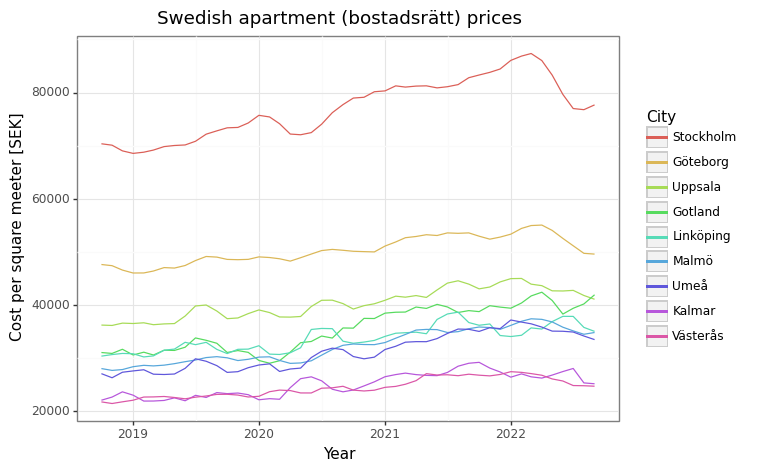 Swedish apartment (bostadsrätt) prices
Cost per square meeter [SEK]
80000
60000
40000
20000
2019
2020
2021
2022
Year
City
Stockholm
Göteborg
Uppsala
Gotland
Linköping
Malmö
Umeå
Kalmar
Västerås